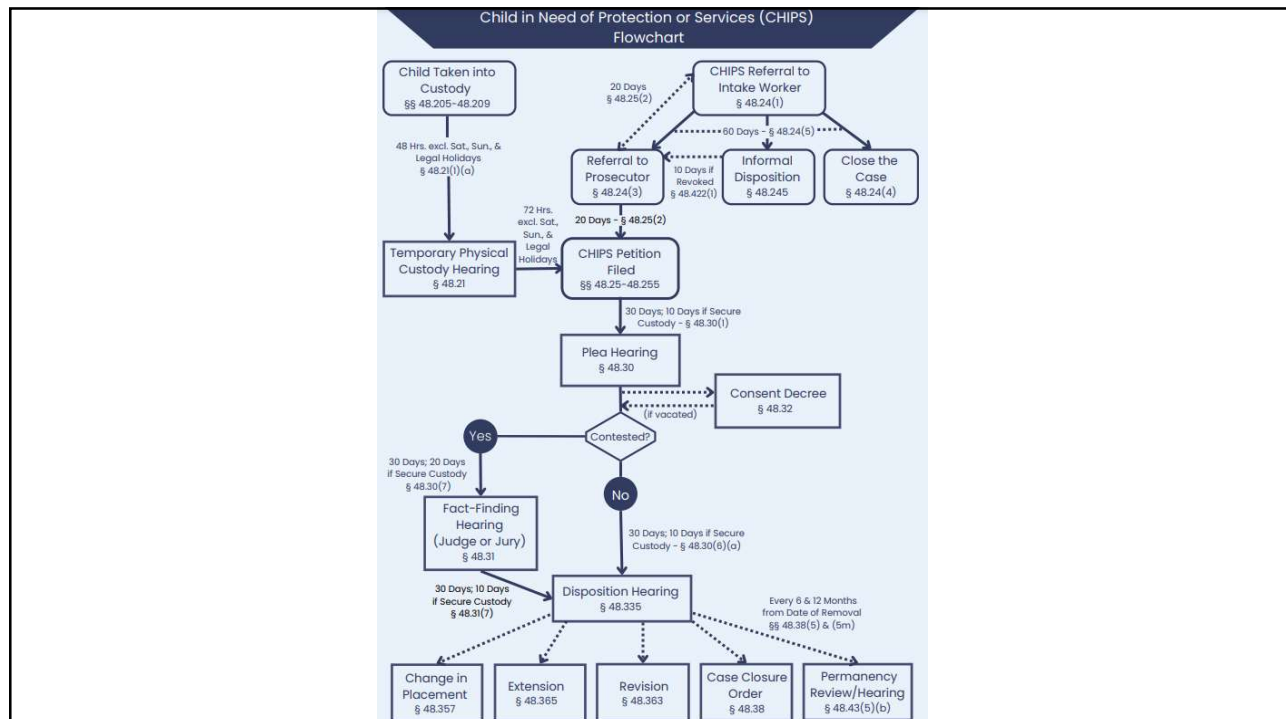 Child in Need of Protection or Services (CHIPS)
Flowchart
Child Taken into
Custody
§§ 48.205-48.209
20 Days
§ 48.25(2)
CHIPS Referral to
Intake Worker
§ 48.24(1)
60 Days - § 48.24(5)
48 Hrs. excl. Sat., Sun., &
Legal Holidays
§ 48.21(1)(a)
Referral to
Prosecutor
§ 48.24(3)
10 Days if
Revoked
§ 48.422(1)
Informal
Disposition
§ 48.245
Close the
Case
§ 48.24(4)
72 Hrs.
excl. Sat.,
Sun., &
Legal
Holidays
20 Days - § 48.25(2)
Temporary Physical
Custody Hearing
§ 48.21
CHIPS Petition
Filed
§§ 48.25-48.255
30 Days; 10 Days if Secure
Custody - § 48.30(1)
Plea Hearing
§ 48.30
Consent Decree
§ 48.32
(if vacated)
Contested?
Yes
30 Days; 20 Days
if Secure Custody
§ 48.30(7)
No
Fact-Finding
Hearing
(Judge or Jury)
§ 48.31
30 Days; 10 Days if Secure
Custody - § 48.30(6)(a)
30 Days; 10 Days
if Secure Custody
§ 48.31(7)
Disposition Hearing
§ 48.335
Every 6 & 12 Months
from Date of Removal
§§ 48.38(5) & (5m)
Change in
Placement
§ 48.357
Extension
§ 48.365
Revision
§ 48.363
Case Closure
Order
§ 48.38
Permanency
Review/Hearing
§ 48.43(5)(b)